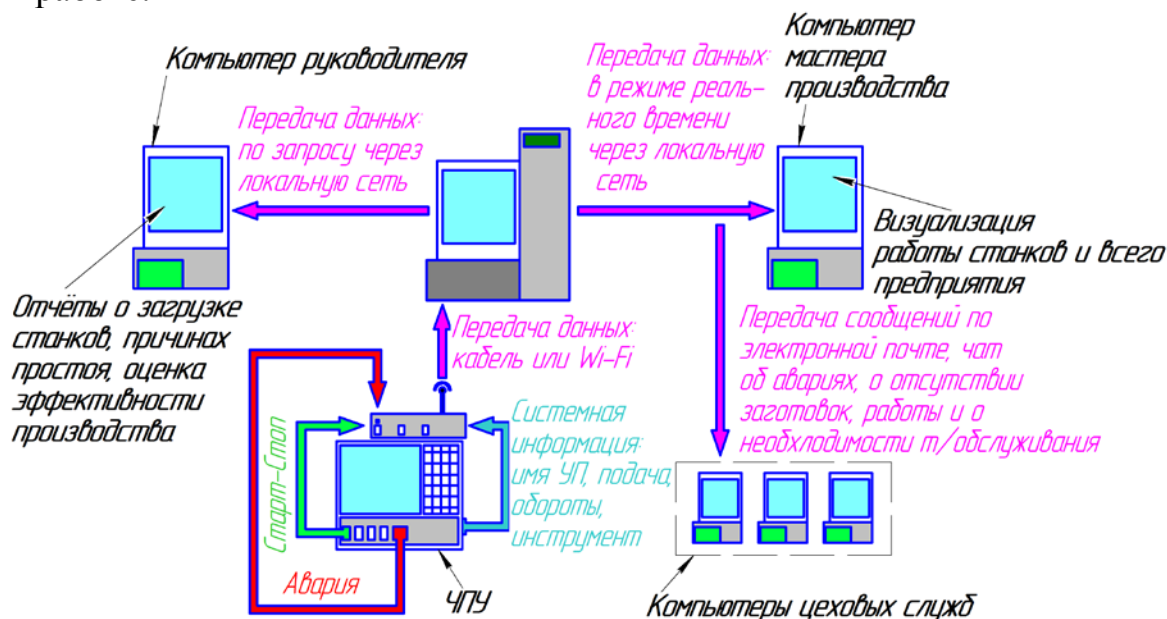 Компьютер руководителя
Передача данных:
по запросу через
локальную сеть
Передача данных:
в режиме реаль-
ного времени
через локальную
сеть
Компьютер
мастера
производства
Визуализация
работы станков и всего
предприятия
Отчёты о загрузке
станков, причинах
простоя, оценка
эффективности
производства
Передача данных:
кабель или Wi-Fi
Передача сообщений по
электронной почте, чат
об авариях, о отсутствии
заготовок, работы и о
необхлодимости т/обслуживания
Старт-Стоп
Системная
информация:
имя УП, подача,
обороты,
инструмент
Авария
ЧПУ
Компьютеры цеховых служб